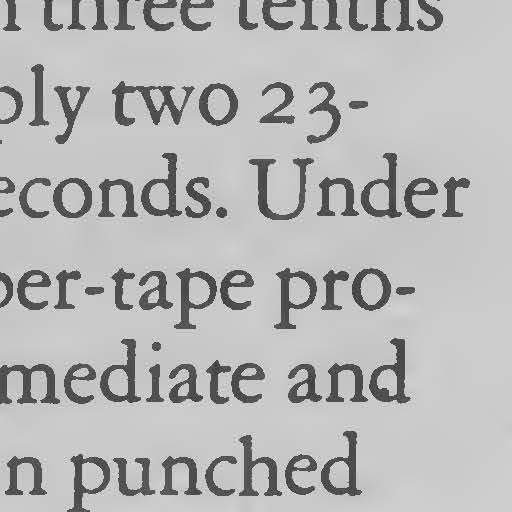 n three tenths
ply two 23-
econds. Under
per-tape pro-
mediate and
n punched